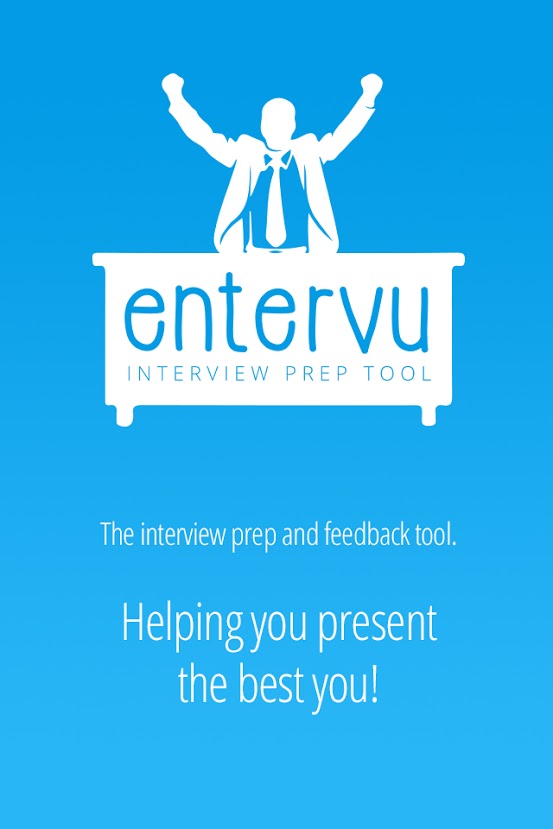 entervu
INTERVIEW PREP TOOL
The interview prep and feedback tool.
Helping you present
the best you!